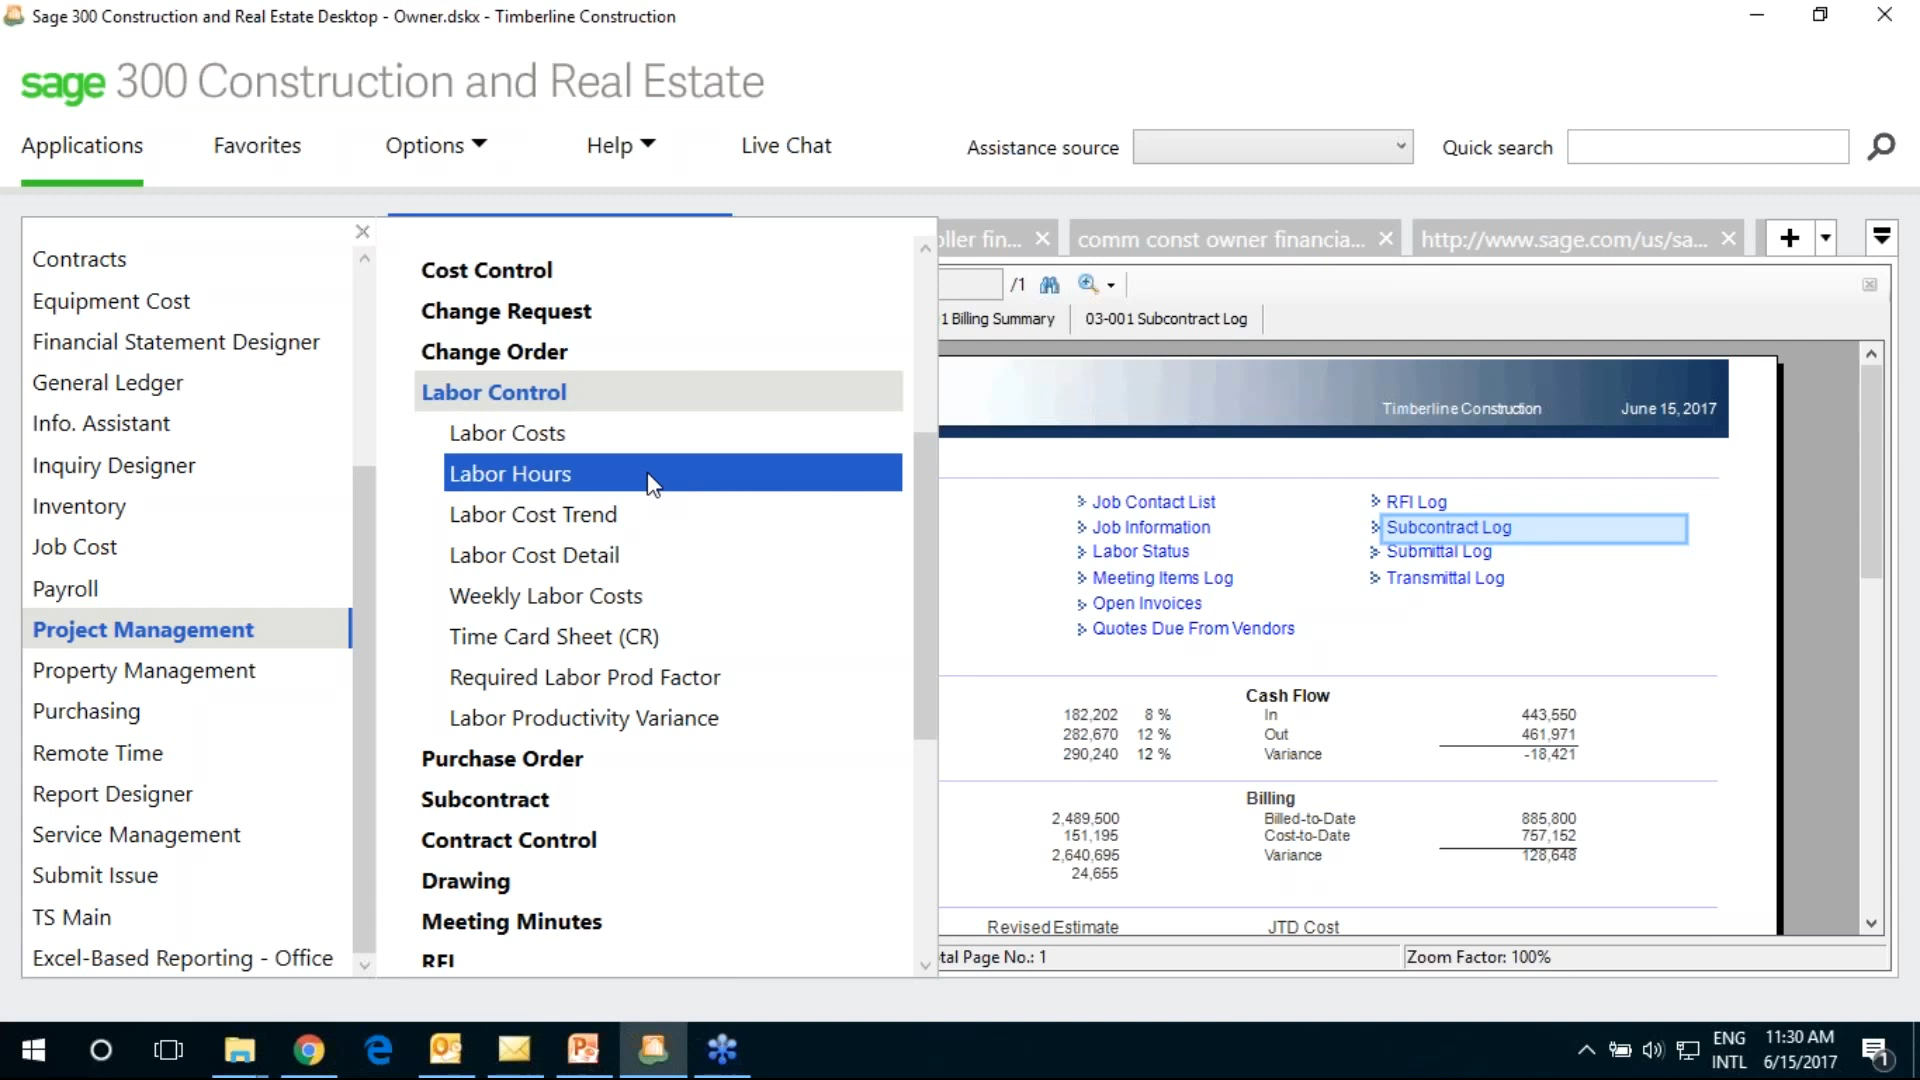 Sage 300 Construction and Real Estate Desktop - Owner.dskx - Timberline Construction
sage 300 Construction and Real Estate
Applications Favorites Options Help Live Chat Assistance source Quick search
Contracts
Equipment Cost
Financial Statement Designer
General Ledger
Info. Assistant
Inquiry Designer
Inventory
Job Cost
Payroll
Project Management
Property Management
Purchasing
Remote Time
Report Designer
Service Management
Submit Issue
TS Main
Excel-Based Reporting - Office
Cost Control
Change Request
Change Order
Labor Control
Labor Costs
Labor Hours
Labor Cost Trend
Labor Cost Detail
Weekly Labor Costs
Time Card Sheet (CR)
Required Labor Prod Factor
Labor Productivity Variance
Purchase Order
Subcontract
Contract Control
Drawing
Meeting Minutes
RFI
oller fin... comm const owner financia... http://www.sage.com/us/sa...
/1
1 Billing Summary 03-001 Subcontract Log
Timberline Construction June 15, 2017
Job Contact List RFI Log
Job Information Subcontract Log
Labor Status Submittal Log
Meeting Items Log Transmittal Log
Open Invoices
Quotes Due From Vendors
Cash Flow
182,202 8 % In 443,550
282,670 12 % Out 461,971
290,240 12 % Variance -18,421
Billing
2,489,500 Billed-to-Date 885,800
151,195 Cost-to-Date 757,152
2,640,695 Variance 128,648
24,655
Revised Estimate JTD Cost
tal Page No.: 1 Zoom Factor: 100%
ENG 11:30 AM
INTL 6/15/2017
1